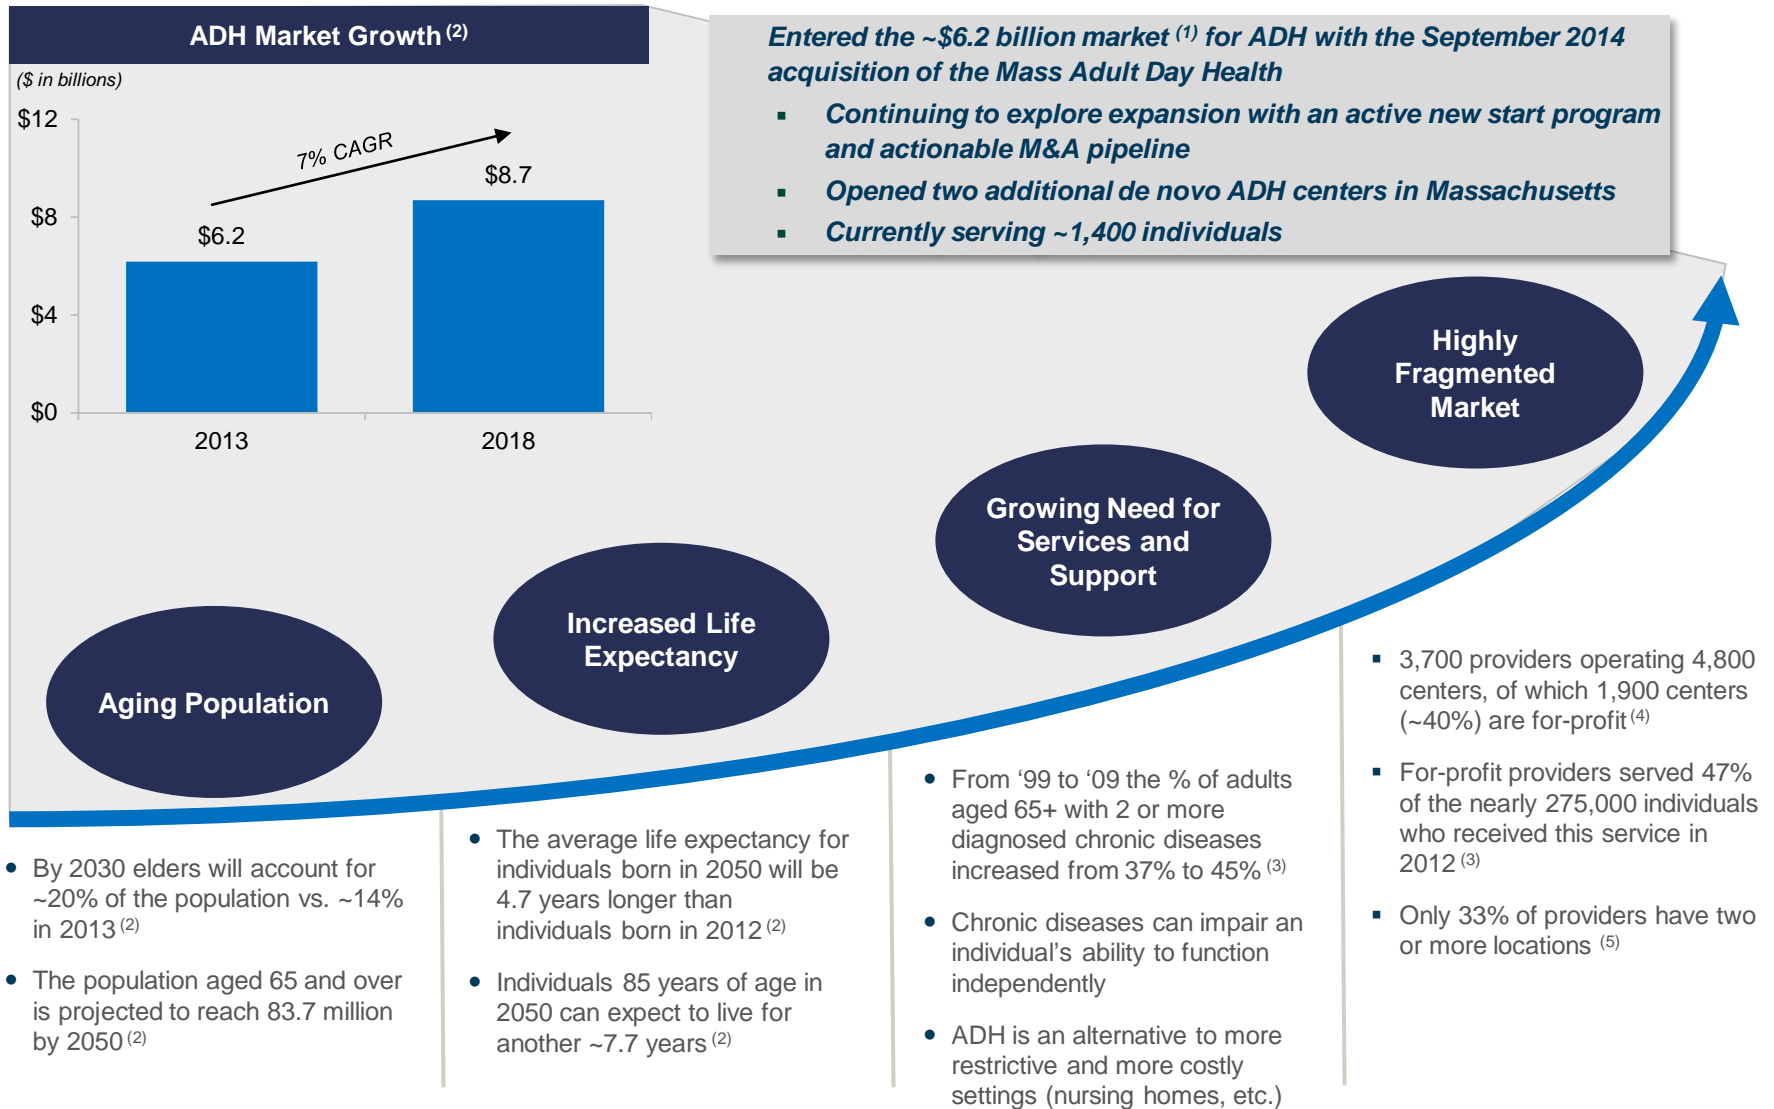 ADH Market Growth (2)
($ in billions)
$12
$8
$4
$0
7% CAGR
$6.2
$8.7
2013
2018
Entered the ~$6.2 billion market (1) for ADH with the September 2014
acquisition of the Mass Adult Day Health
▪ Continuing to explore expansion with an active new start program
and actionable M&A pipeline
▪ Opened two additional de novo ADH centers in Massachusetts
▪ Currently serving ~1,400 individuals
Aging Population
Increased Life
Expectancy
Growing Need for
Services and
Support
Highly
Fragmented
Market
• By 2030 elders will account for
~20% of the population vs. ~14%
in 2013 (2)
• The population aged 65 and over
is projected to reach 83.7 million
by 2050 (2)
• The average life expectancy for
individuals born in 2050 will be
4.7 years longer than
individuals born in 2012 (2)
• Individuals 85 years of age in
2050 can expect to live for
another ~7.7 years (2)
• From ‘99 to ‘09 the % of adults
aged 65+ with 2 or more
diagnosed chronic diseases
increased from 37% to 45% (3)
• Chronic diseases can impair an
individual’s ability to function
independently
• ADH is an alternative to more
restrictive and more costly
settings (nursing homes, etc.)
▪ 3,700 providers operating 4,800
centers, of which 1,900 centers
(~40%) are for-profit (4)
▪ For-profit providers served 47%
of the nearly 275,000 individuals
who received this service in
2012 (3)
▪ Only 33% of providers have two
or more locations (5)